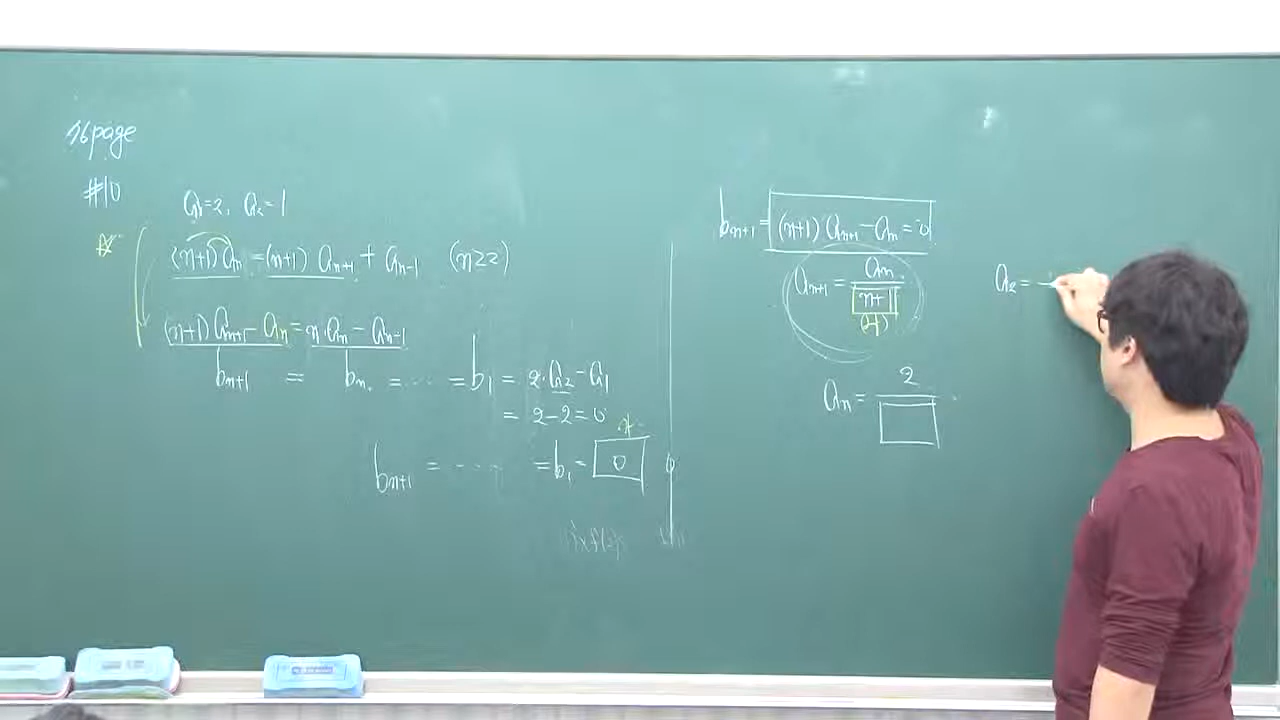 46page
#10
a₁=2, a₂=1
(n+1)aₙ = (n+1) aₙ₊₁ + aₙ₋₁ (n≥2)
(n+1) aₙ₊₁ - aₙ = n·aₙ - aₙ₋₁
bₙ₊₁ = bₙ = ... = b₁ = 2·a₂ - a₁
= 2-2=0
bₙ₊₁ = ..... = b₁ = 0
bₙ₊₁ = (n+1) aₙ₊₁ - aₙ = 0
aₙ₊₁ = aₙ / n+1
(가)
aₙ = 2 / □
a₂ =